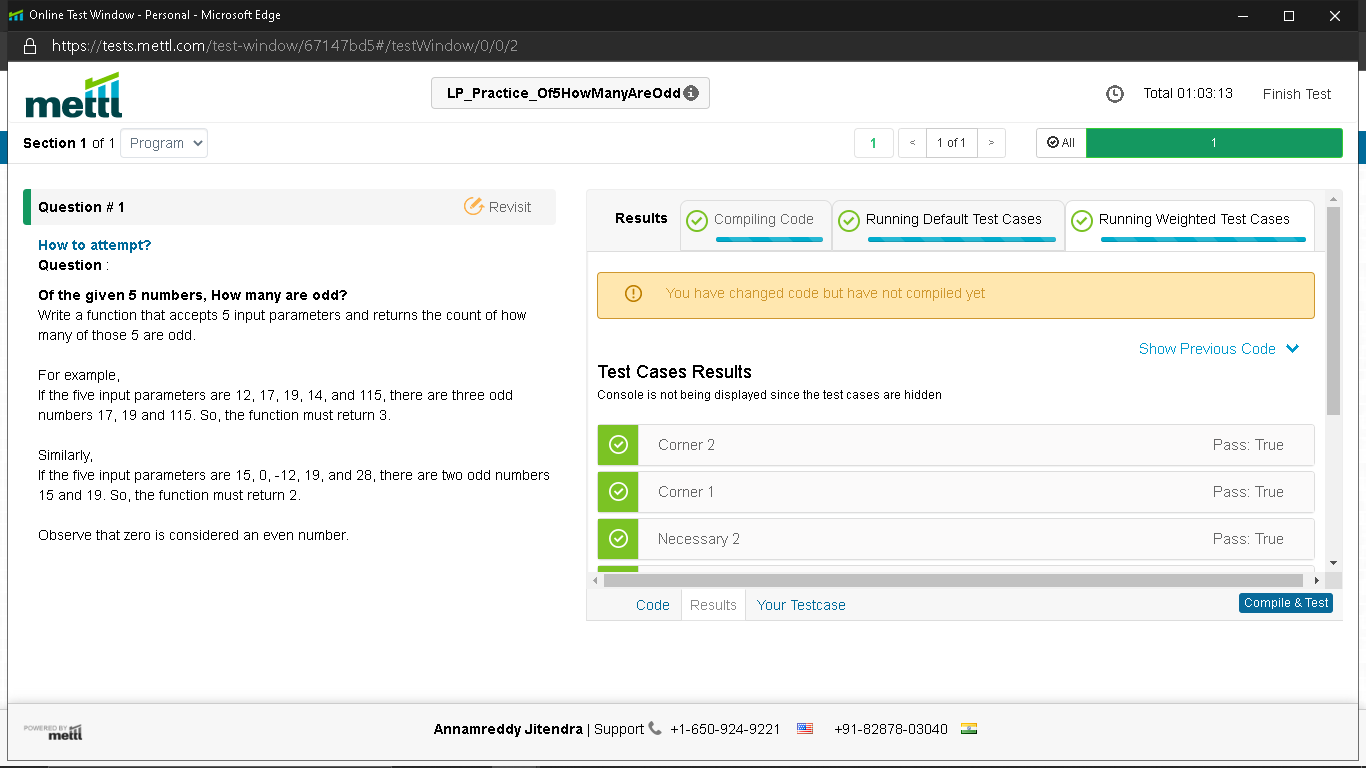 Online Test Window - Personal - Microsoft Edge
https://tests.mettl.com/test-window/67147bd5#/testWindow/0/0/2
mettl
LP_Practice_Of5HowManyAreOdd
Total 01:03:13
Finish Test
Section 1 of 1
Program
1
<
1 of 1
>
All
1
Question # 1
Revisit
How to attempt?
Question :
Of the given 5 numbers, How many are odd?
Write a function that accepts 5 input parameters and returns the count of how
many of those 5 are odd.
For example,
If the five input parameters are 12, 17, 19, 14, and 115, there are three odd
numbers 17, 19 and 115. So, the function must return 3.
Similarly,
If the five input parameters are 15, 0, -12, 19, and 28, there are two odd numbers
15 and 19. So, the function must return 2.
Observe that zero is considered an even number.
Results
Compiling Code
Running Default Test Cases
Running Weighted Test Cases
You have changed code but have not compiled yet
Show Previous Code
Test Cases Results
Console is not being displayed since the test cases are hidden
Corner 2
Pass: True
Corner 1
Pass: True
Necessary 2
Pass: True
Code
Results
Your Testcase
Compile & Test
POWERED BY
mettl
Annamreddy Jitendra | Support +1-650-924-9221 +91-82878-03040